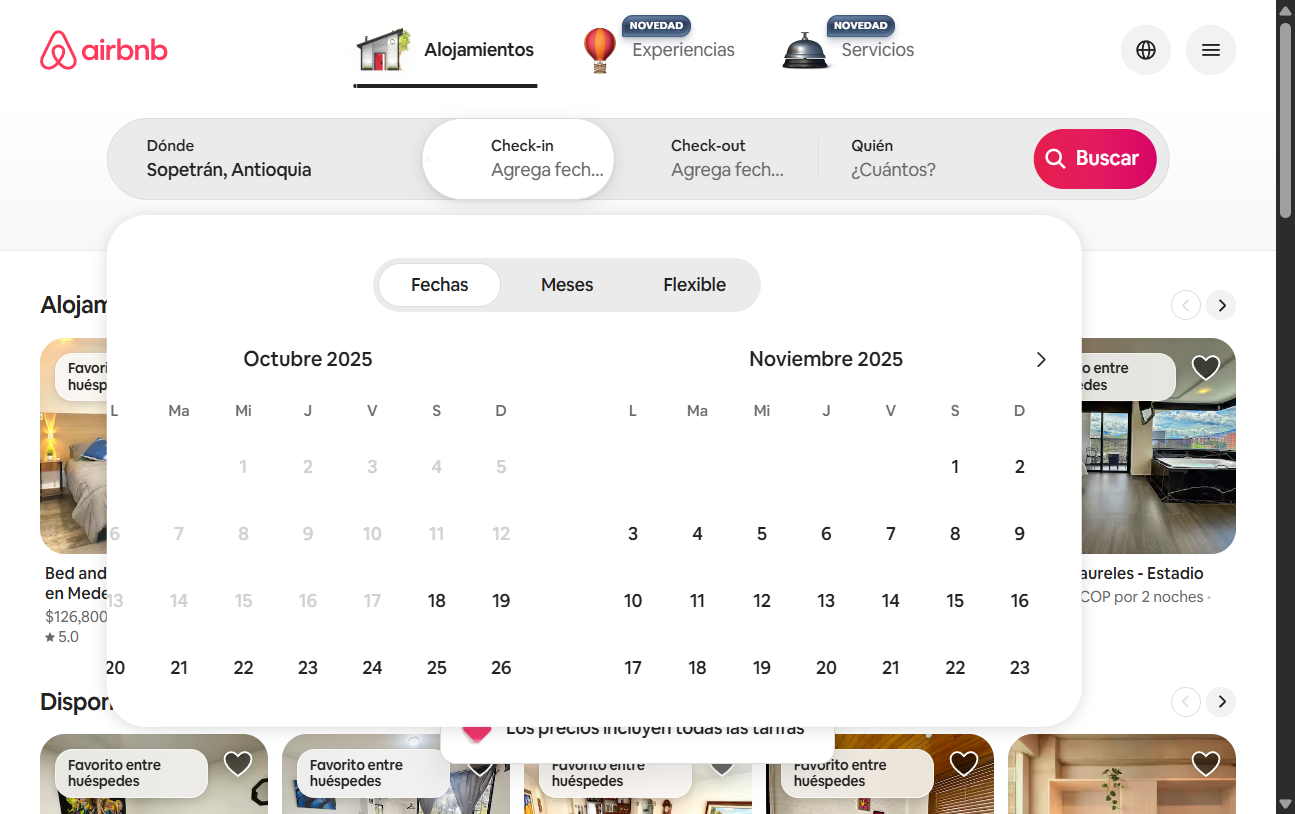 airbnb
Alojamientos
NOVEDAD
Experiencias
NOVEDAD
Servicios
Dónde
Sopetrán, Antioquia
Check-in
Agrega fech...
Check-out
Agrega fech...
Quién
¿Cuántos?
Buscar
Fechas
Meses
Flexible
Octubre 2025
L Ma Mi J V S D
1 2 3 4 5
6 7 8 9 10 11 12
13 14 15 16 17 18 19
20 21 22 23 24 25 26
Noviembre 2025
L Ma Mi J V S D
1 2
3 4 5 6 7 8 9
10 11 12 13 14 15 16
17 18 19 20 21 22 23
Alojam
Favori
huésp
Bed and
en Mede
$126,800
5.0
o entre
edes
aureles - Estadio
COP por 2 noches ·
Dispon
Los precios incluyen todas las tarifas
Favorito entre
huéspedes
Favorito entre
huéspedes
Favorito entre
huéspedes
Favorito entre
huéspedes